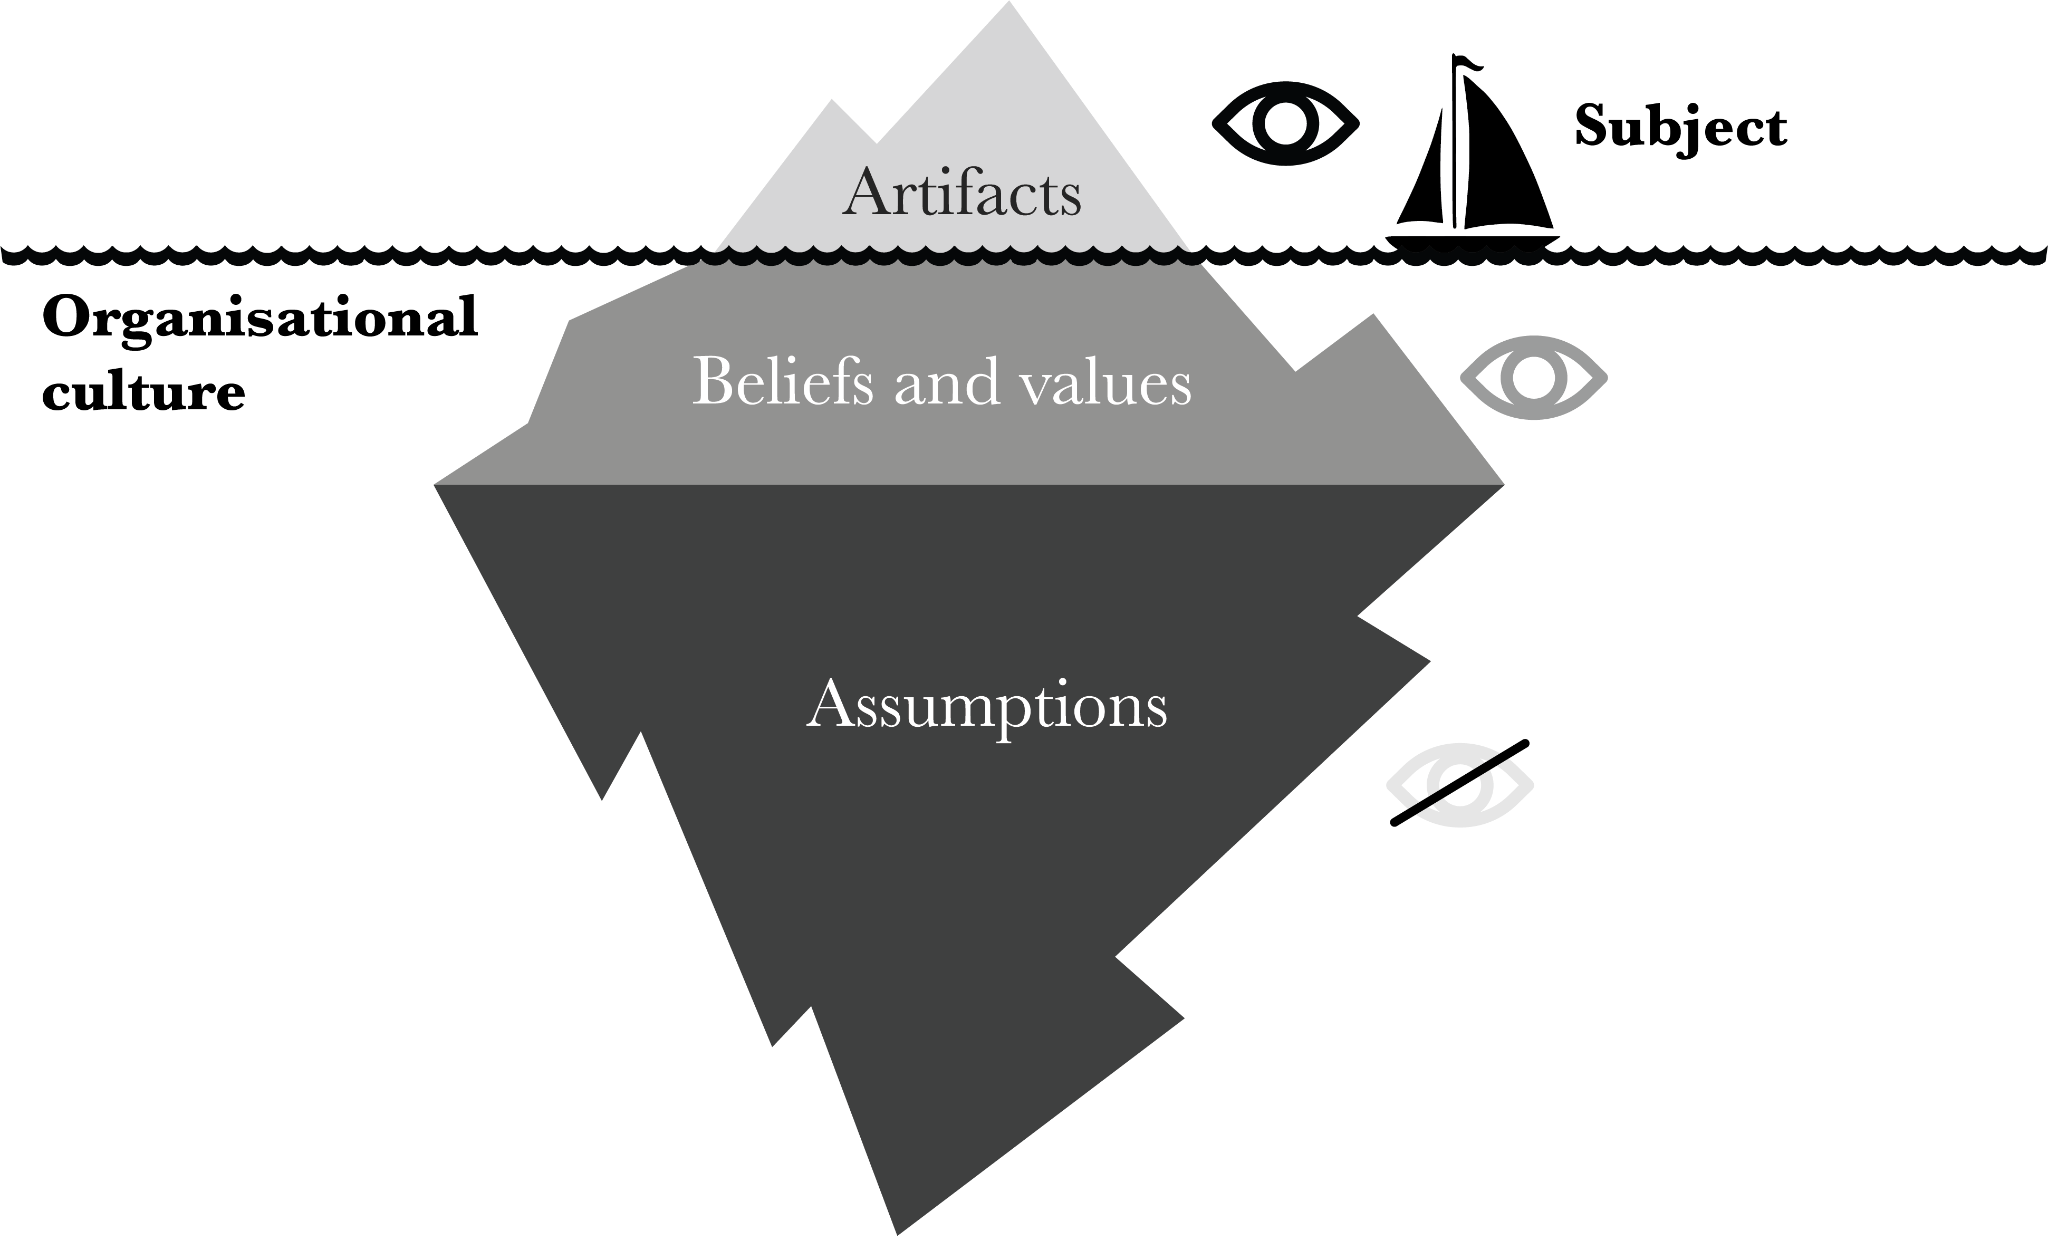 Subject
Artifacts
Organisational
culture
Beliefs and values
Assumptions